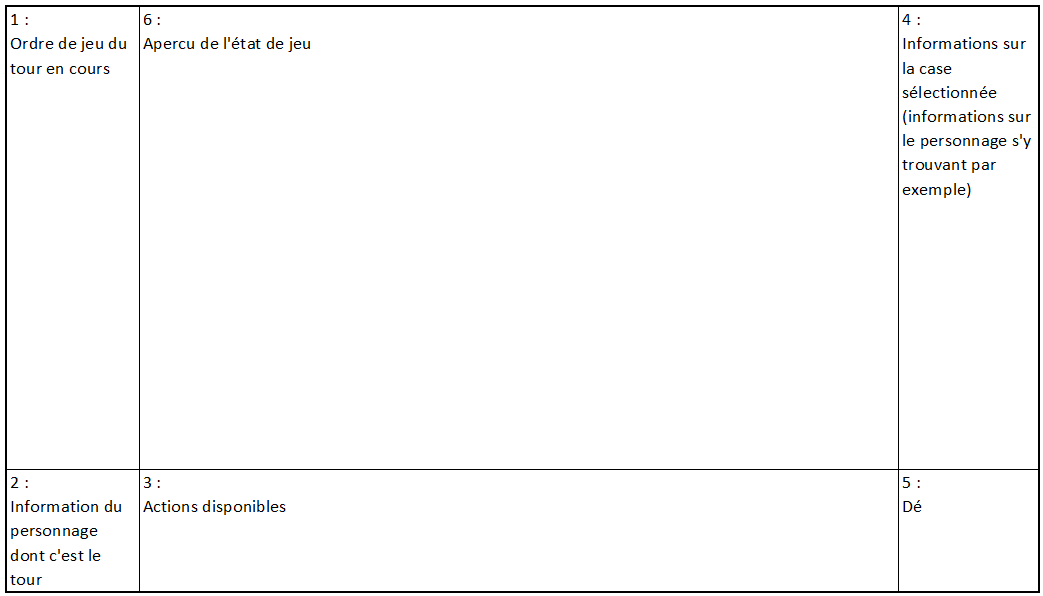 1 :
Ordre de jeu du
tour en cours
6 :
Apercu de l'état de jeu
4 :
Informations sur
la case
sélectionnée
(informations sur
le personnage s'y
trouvant par
exemple)
2 :
Information du
personnage
dont c'est le
tour
3 :
Actions disponibles
5 :
Dé